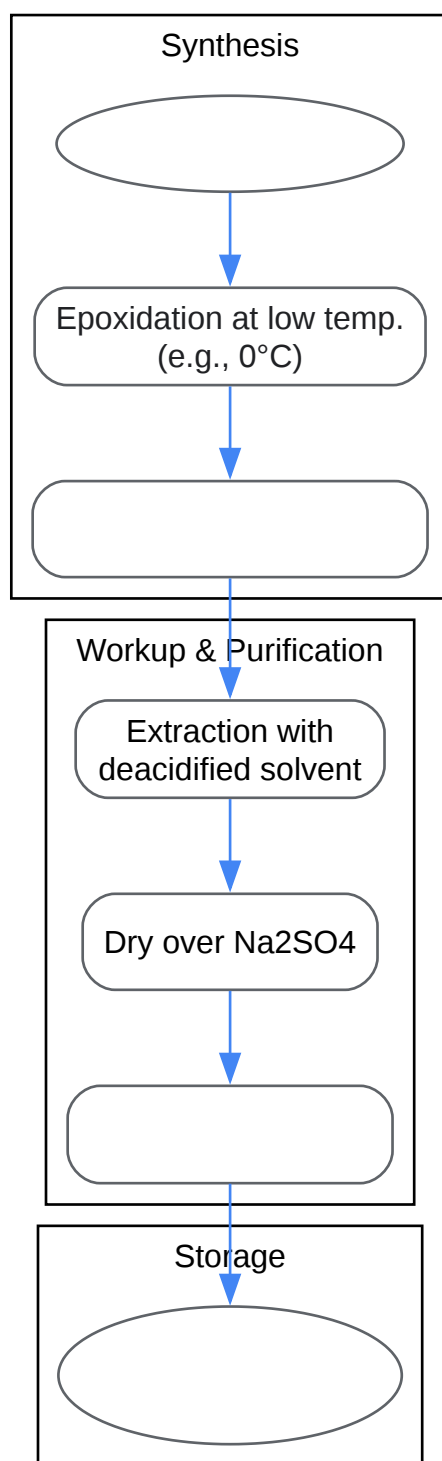 Synthesis
Epoxidation at low temp.
(e.g., 0°C)
Workup & Purification
Extraction with
deacidified solvent
Dry over Na2SO4
Storage